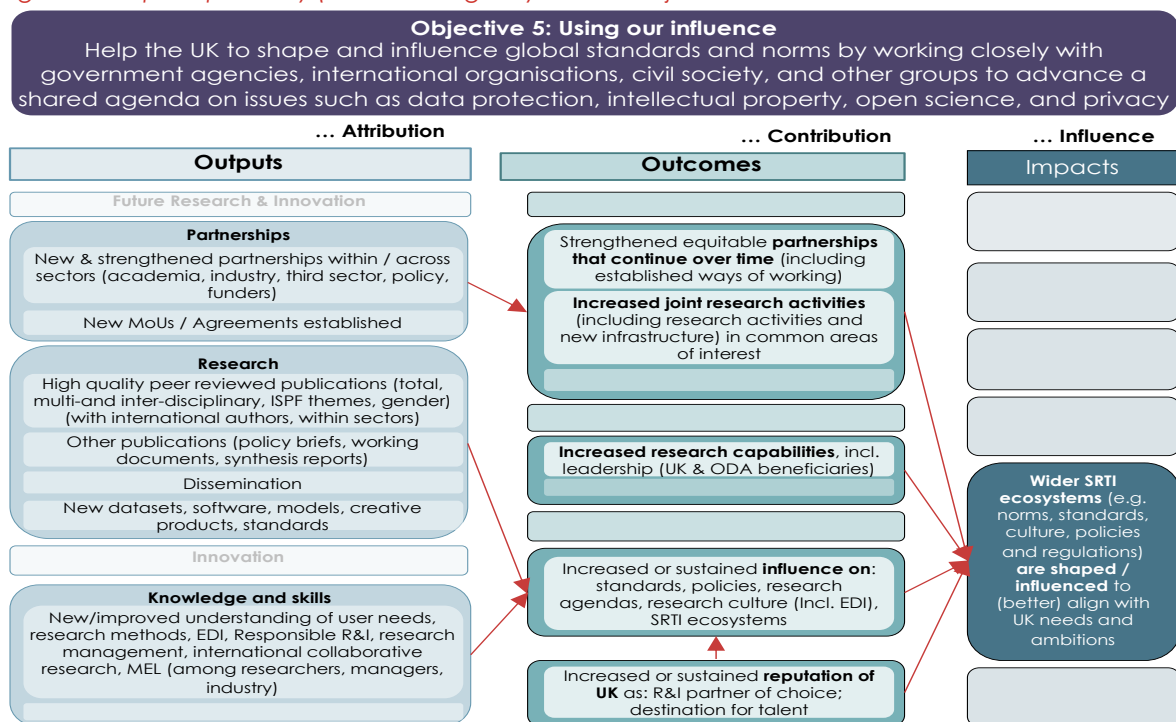 Objective 5: Using our influence
Help the UK to shape and influence global standards and norms by working closely with
government agencies, international organisations, civil society, and other groups to advance a
shared agenda on issues such as data protection, intellectual property, open science, and privacy
... Attribution
... Contribution
... Influence
Outputs
Outcomes
Impacts
Future Research & Innovation
Partnerships
New & strengthened partnerships within / across
sectors (academia, industry, third sector, policy,
funders)
New MoUs / Agreements established
Research
High quality peer reviewed publications (total,
multi-and inter-disciplinary, ISPF themes, gender)
(with international authors, within sectors)
Other publications (policy briefs, working
documents, synthesis reports)
Dissemination
New datasets, software, models, creative
products, standards
Innovation
Knowledge and skills
New/improved understanding of user needs,
research methods, EDI, Responsible R&I, research
management, international collaborative
research, MEL (among researchers, managers,
industry)
Strengthened equitable partnerships
that continue over time (including
established ways of working)
Increased joint research activities
(including research activities and
new infrastructure) in common areas
of interest
Increased research capabilities, incl.
leadership (UK & ODA beneficiaries)
Increased or sustained influence on:
standards, policies, research
agendas, research culture (Incl. EDI),
SRTI ecosystems
Increased or sustained reputation of
UK as: R&I partner of choice;
destination for talent
Wider SRTI
ecosystems (e.g.
norms, standards,
culture, policies
and regulations)
are shaped /
influenced to
(better) align with
UK needs and
ambitions